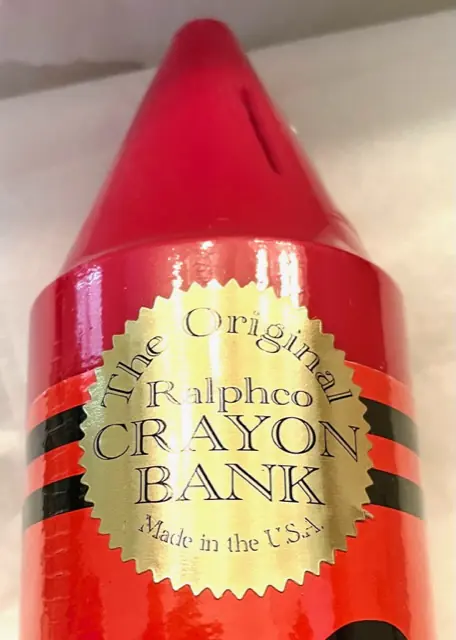 The Original
Ralphco
CRAYON
BANK
Made in the U.S.A.